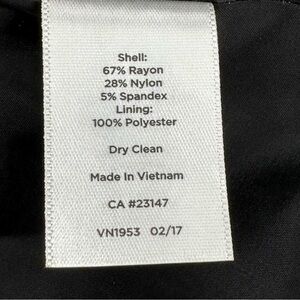 Shell:
67% Rayon
28% Nylon
5% Spandex
Lining:
100% Polyester
Dry Clean
Made In Vietnam
CA #23147
VN1953 02/17